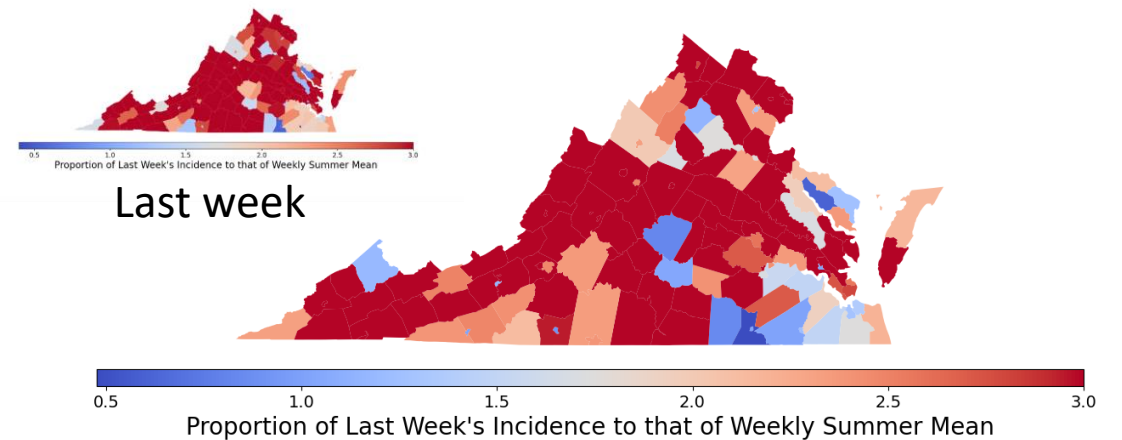 0.5 1.0 1.5 2.0 2.5 3.0
Proportion of Last Week's Incidence to that of Weekly Summer Mean
Last week
0.5 1.0 1.5 2.0 2.5 3.0
Proportion of Last Week's Incidence to that of Weekly Summer Mean